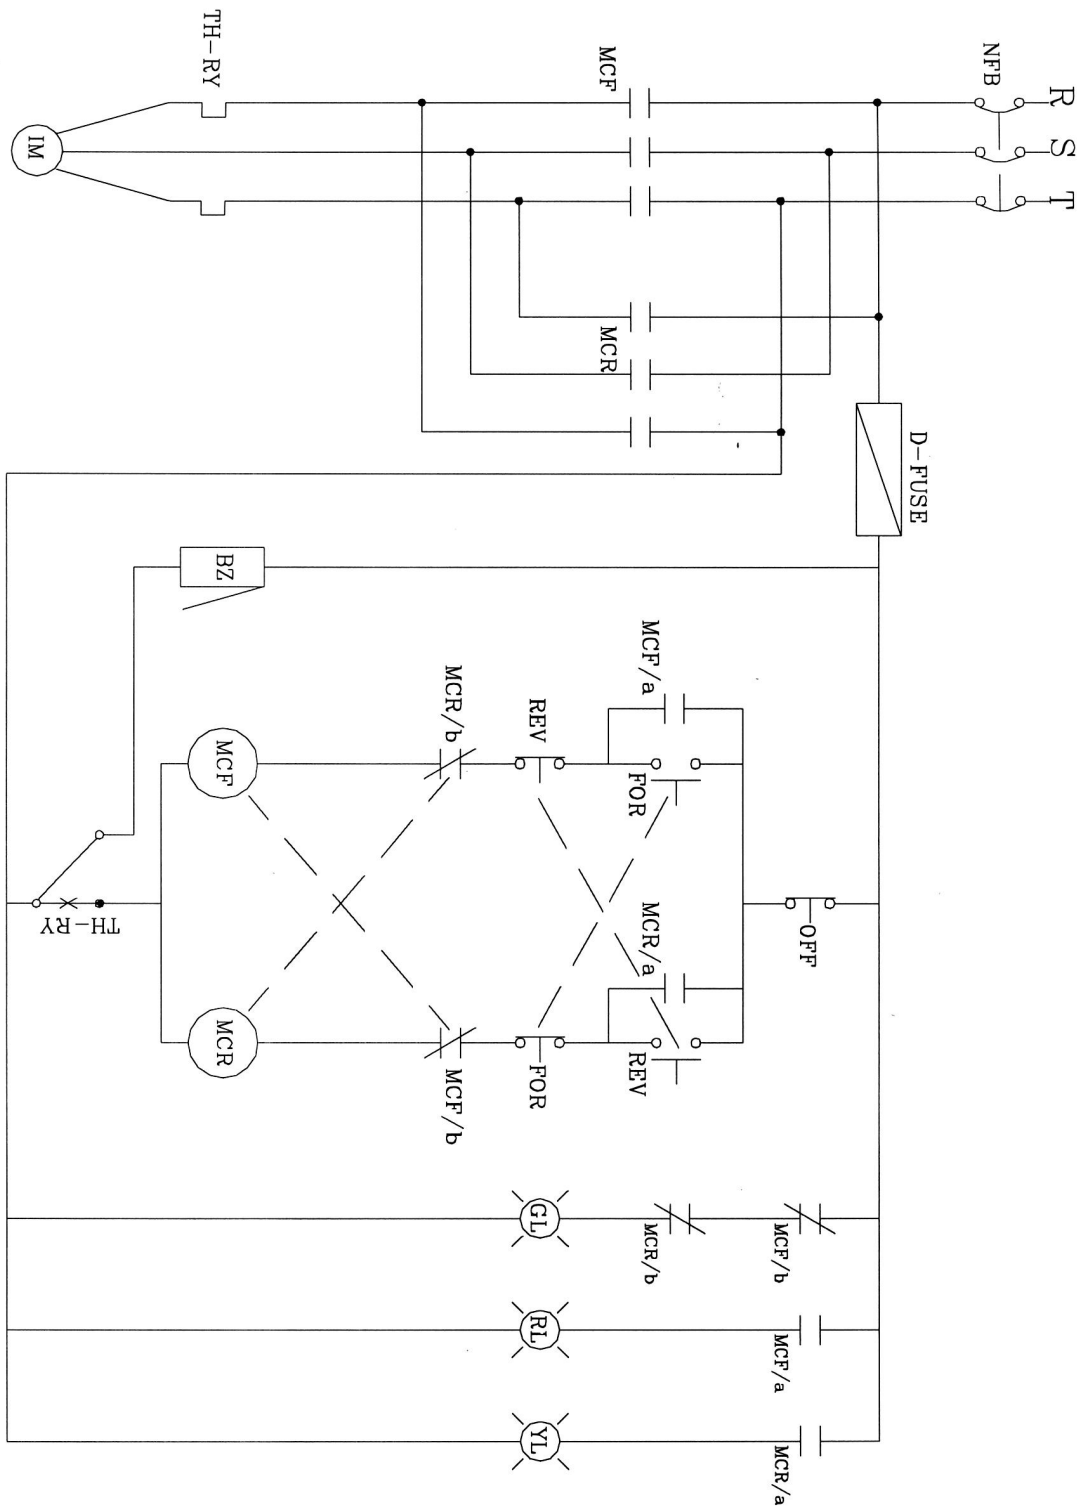 R
S
T
NFB
MCF
TH-RY
IM
MCR
D-FUSE
BZ
OFF
MCF/a
FOR
REV
MCR/b
MCF
MCR/a
REV
FOR
MCF/b
MCR
TH-RY
MCF/b
MCR/b
GL
MCF/a
RL
MCR/a
YL